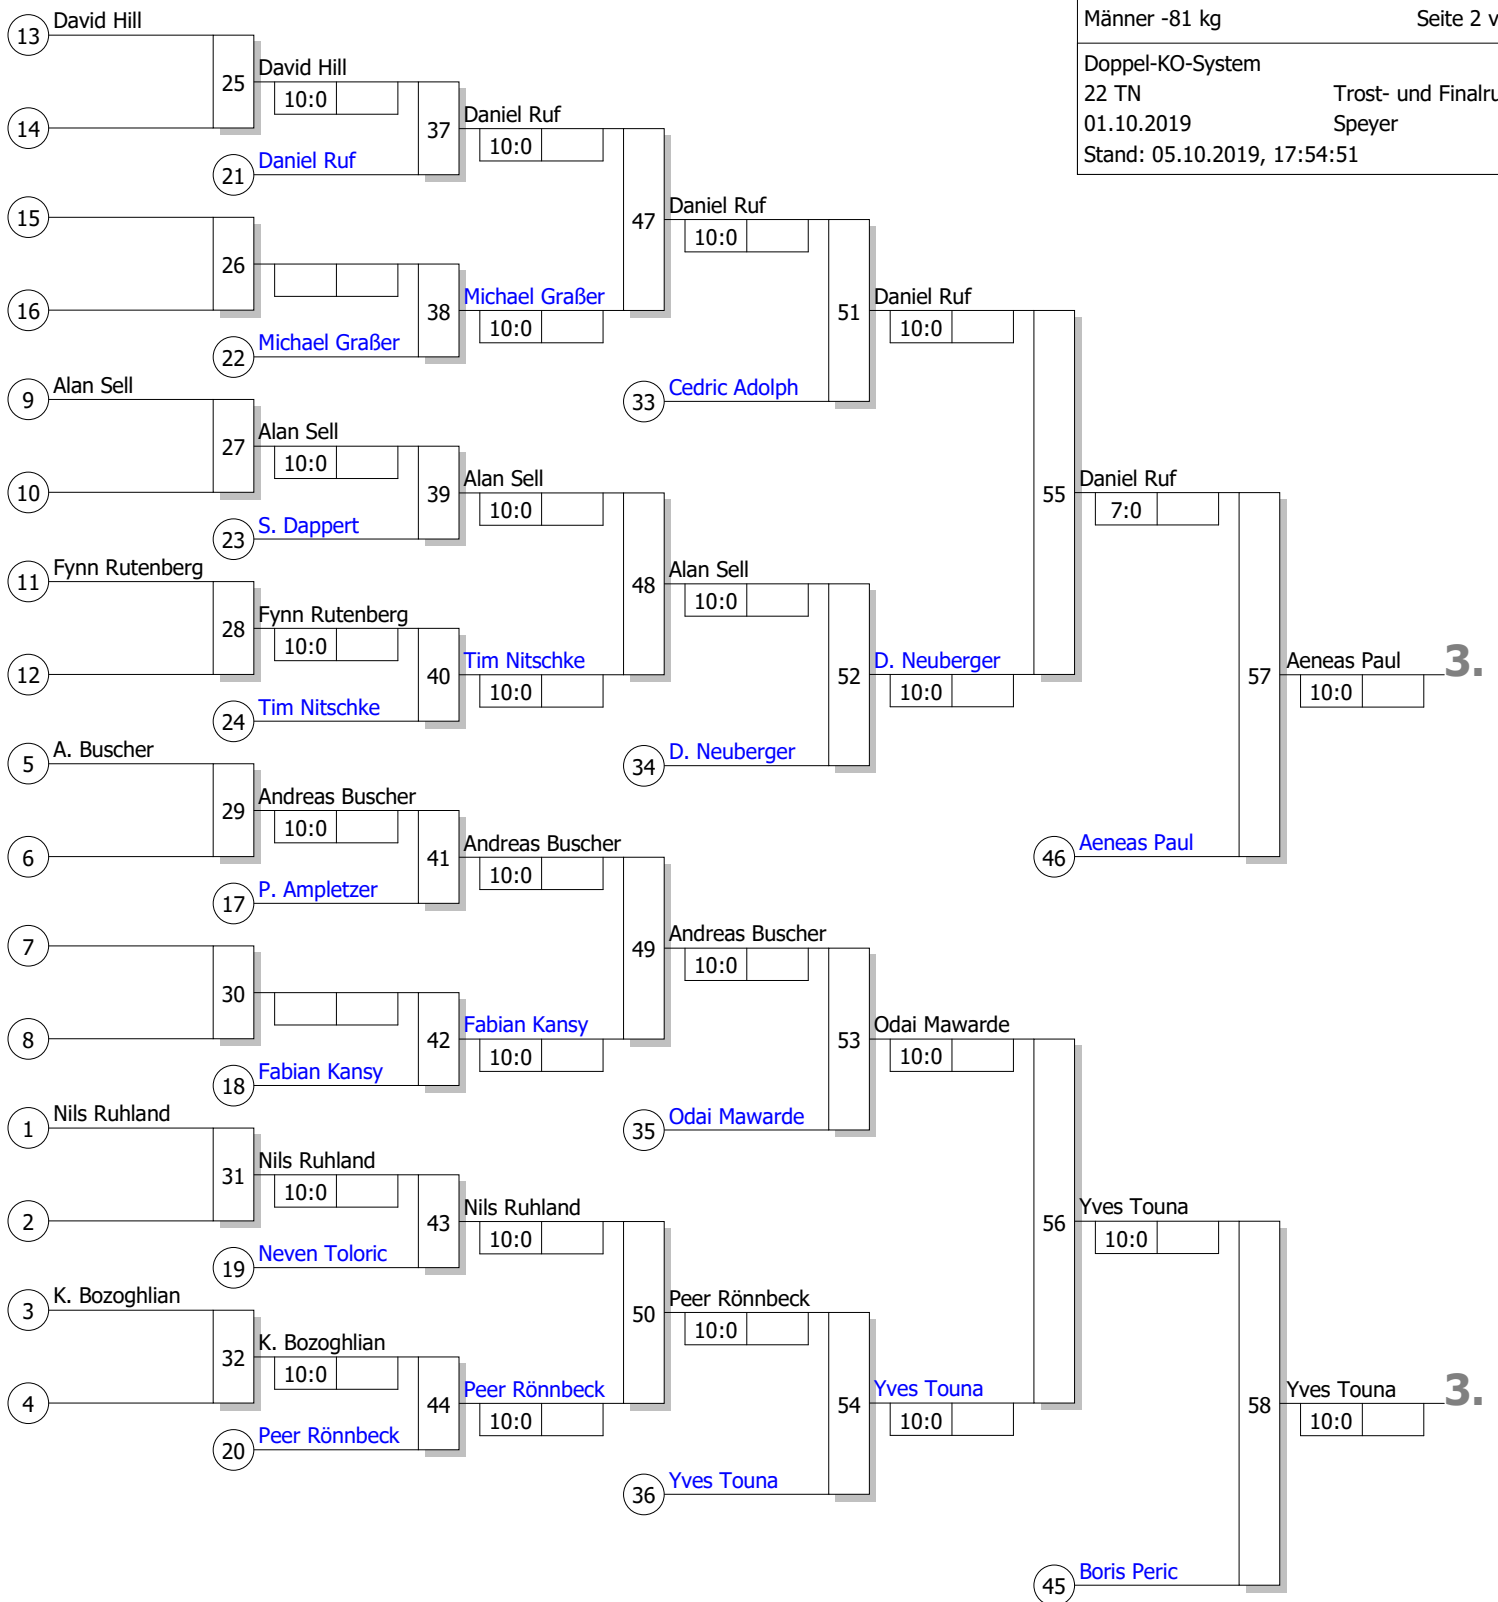 Männer -81 kg Seite 2 v
Doppel-KO-System
22 TN Trost- und Finalru
01.10.2019 Speyer
Stand: 05.10.2019, 17:54:51
13 David Hill
25 David Hill
10:0
14
37 Daniel Ruf
10:0
21 Daniel Ruf
15
47 Daniel Ruf
10:0
26
16
38 Michael Graßer
10:0
22 Michael Graßer
51 Daniel Ruf
10:0
9 Alan Sell
33 Cedric Adolph
27 Alan Sell
10:0
10
39 Alan Sell
10:0
23 S. Dappert
55 Daniel Ruf
7:0
11 Fynn Rutenberg
48 Alan Sell
10:0
28 Fynn Rutenberg
10:0
12
40 Tim Nitschke
10:0
24 Tim Nitschke
52 D. Neuberger
10:0
57 Aeneas Paul 3.
10:0
5 A. Buscher
34 D. Neuberger
29 Andreas Buscher
10:0
6
41 Andreas Buscher
10:0
46 Aeneas Paul
17 P. Ampletzer
7
49 Andreas Buscher
10:0
30
8
42 Fabian Kansy
10:0
53 Odai Mawarde
10:0
18 Fabian Kansy
1 Nils Ruhland
35 Odai Mawarde
31 Nils Ruhland
10:0
2
43 Nils Ruhland
10:0
56 Yves Touna
10:0
19 Neven Toloric
3 K. Bozoghlian
50 Peer Rönnbeck
10:0
32 K. Bozoghlian
10:0
4
44 Peer Rönnbeck
10:0
54 Yves Touna
10:0
58 Yves Touna 3.
10:0
20 Peer Rönnbeck
36 Yves Touna
45 Boris Peric